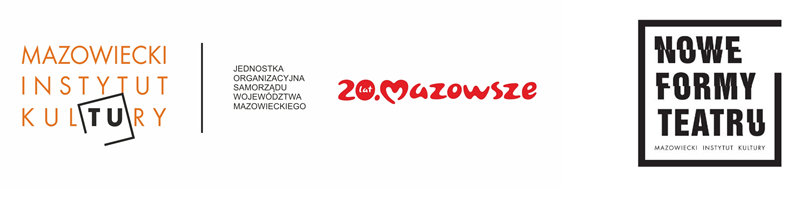 MAZOWIECKI
INSTYTUT
KULTURY
JEDNOSTKA
ORGANIZACYJNA
SAMORZĄDU
WOJEWÓDZTWA
MAZOWIECKIEGO
20 lat. Mazowsze
NOWE
FORMY
TEATRU
MAZOWIECKI INSTYTUT KULTURY